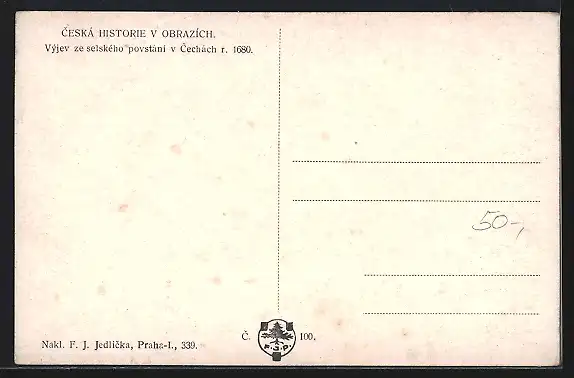 ČESKÁ HISTORIE V OBRAZÍCH.
Výjev ze selského povstání v Čechách r. 1680.
50-,
Nakl. F. J. Jedlička, Praha-I., 339.
Č. 100.
F.J.P.